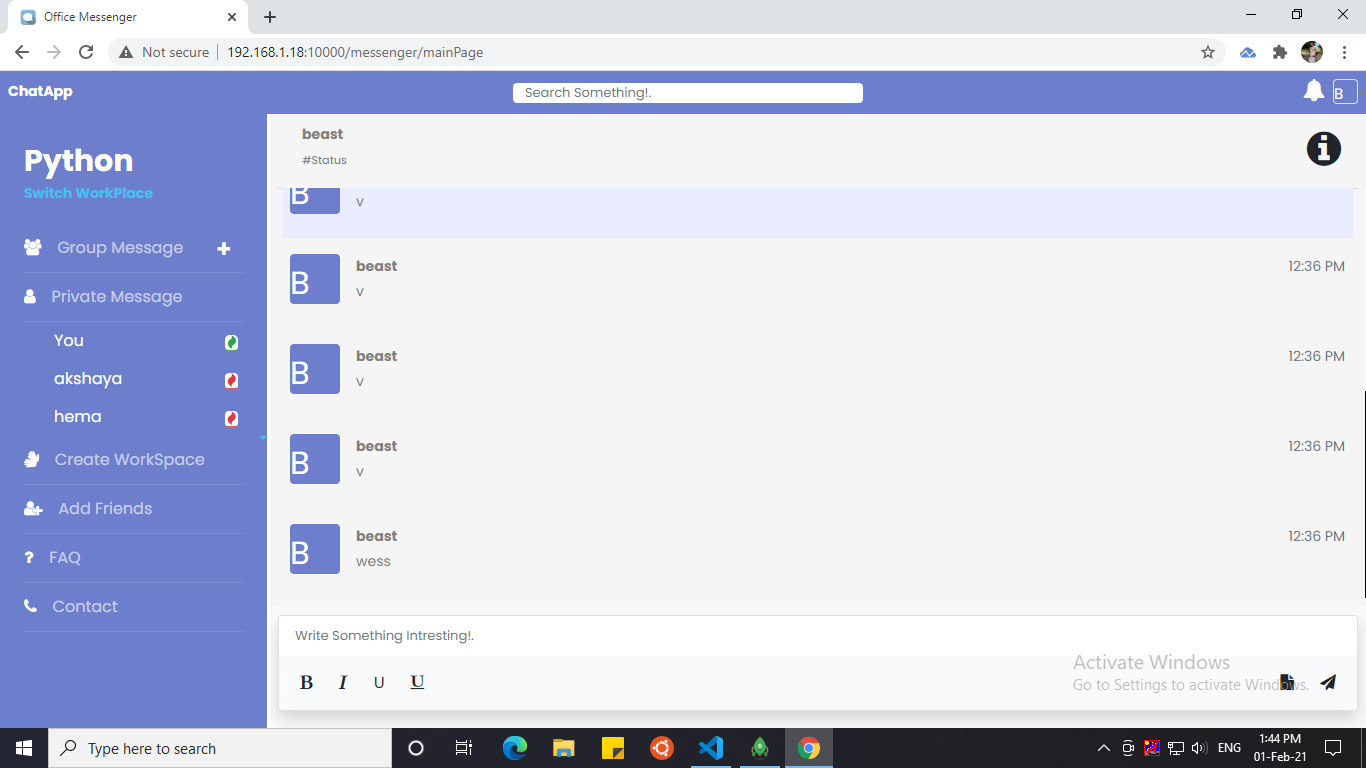 Office Messenger
Not secure 192.168.1.18:10000/messenger/mainPage
ChatApp
Search Something!.
B
Python
Switch WorkPlace
Group Message
Private Message
You
akshaya
hema
Create WorkSpace
Add Friends
FAQ
Contact
beast
#Status
B
v
B
beast 12:36 PM
v
B
beast 12:36 PM
v
B
beast 12:36 PM
v
B
beast 12:36 PM
wess
Write Something Intresting!.
B I U U
Activate Windows
Go to Settings to activate Windows.
Type here to search
ENG
1:44 PM
01-Feb-21